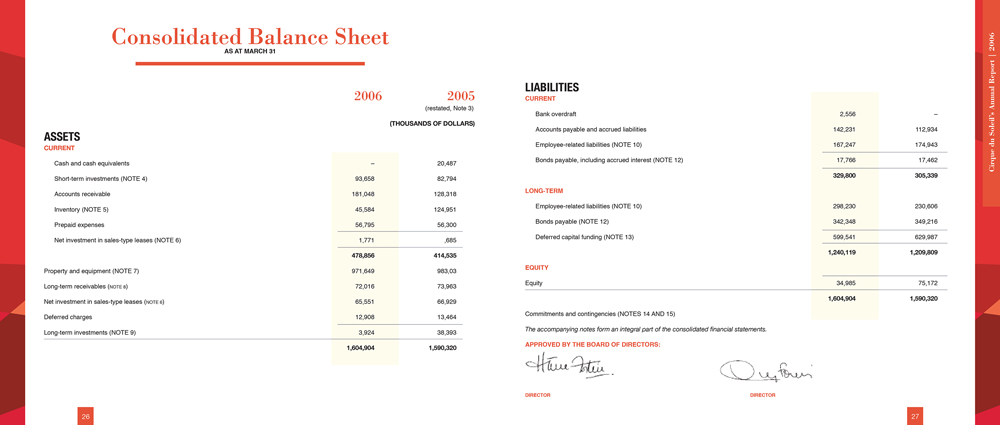 Consolidated Balance Sheet
AS AT MARCH 31
2006 2005
(restated, Note 3)
(THOUSANDS OF DOLLARS)
ASSETS
CURRENT
Cash and cash equivalents – 20,487
Short-term investments (NOTE 4) 93,658 82,794
Accounts receivable 181,048 128,318
Inventory (NOTE 5) 45,584 124,951
Prepaid expenses 56,795 56,300
Net investment in sales-type leases (NOTE 6) 1,771 ,685
478,856 414,535
Property and equipment (NOTE 7) 971,649 983,03
Long-term receivables (NOTE 8) 72,016 73,963
Net investment in sales-type leases (NOTE 6) 65,551 66,929
Deferred charges 12,908 13,464
Long-term investments (NOTE 9) 3,924 38,393
1,604,904 1,590,320
26
LIABILITIES
CURRENT
Bank overdraft 2,556 –
Accounts payable and accrued liabilities 142,231 112,934
Employee-related liabilities (NOTE 10) 167,247 174,943
Bonds payable, including accrued interest (NOTE 12) 17,766 17,462
329,800 305,339
LONG-TERM
Employee-related liabilities (NOTE 10) 298,230 230,606
Bonds payable (NOTE 12) 342,348 349,216
Deferred capital funding (NOTE 13) 599,541 629,987
1,240,119 1,209,809
EQUITY
Equity 34,985 75,172
1,604,904 1,590,320
Commitments and contingencies (NOTES 14 AND 15)
The accompanying notes form an integral part of the consolidated financial statements.
APPROVED BY THE BOARD OF DIRECTORS:
DIRECTOR DIRECTOR
27
Cirque du Soleil's Annual Report | 2006